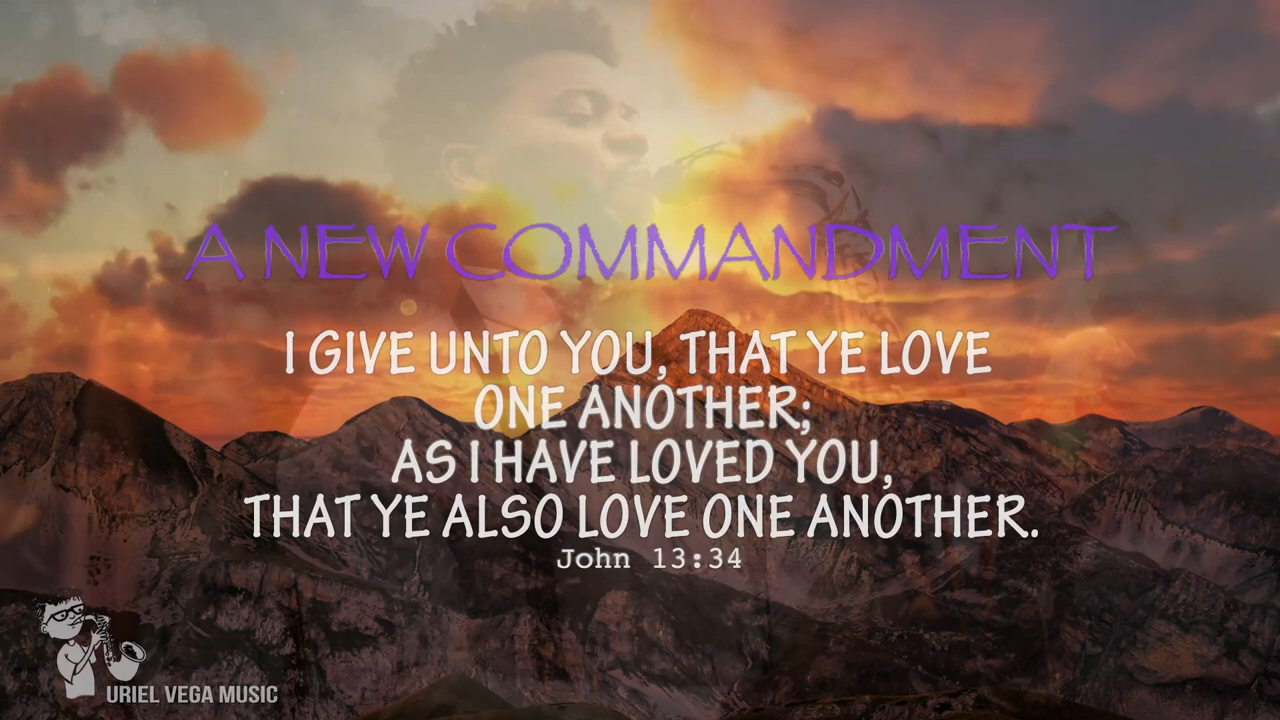 A NEW COMMANDMENT
I GIVE UNTO YOU, THAT YE LOVE
ONE ANOTHER;
AS I HAVE LOVED YOU,
THAT YE ALSO LOVE ONE ANOTHER.
John 13:34
URIEL VEGA MUSIC